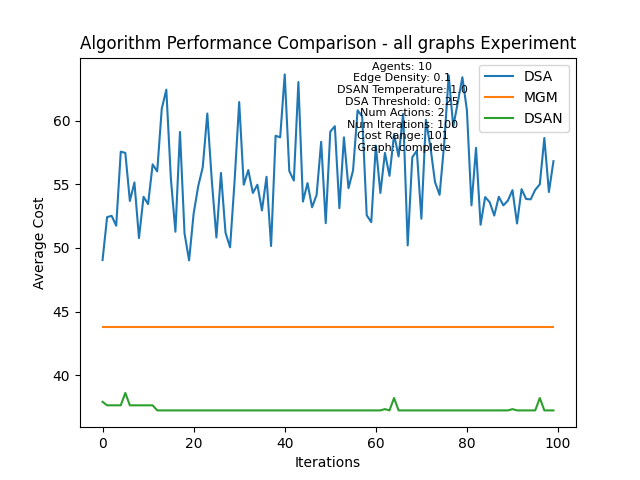 Algorithm Performance Comparison - all graphs Experiment
Agents: 10
Edge Density: 0.1
DSAN Temperature:
DSA Threshold: 0.25
Num Actions: 2
Num Iterations: 100
Cost Range: 101
Graph: complete
DSA
MGM
DSAN
Average Cost
60
55
50
45
40
0
20
40
60
80
100
Iterations